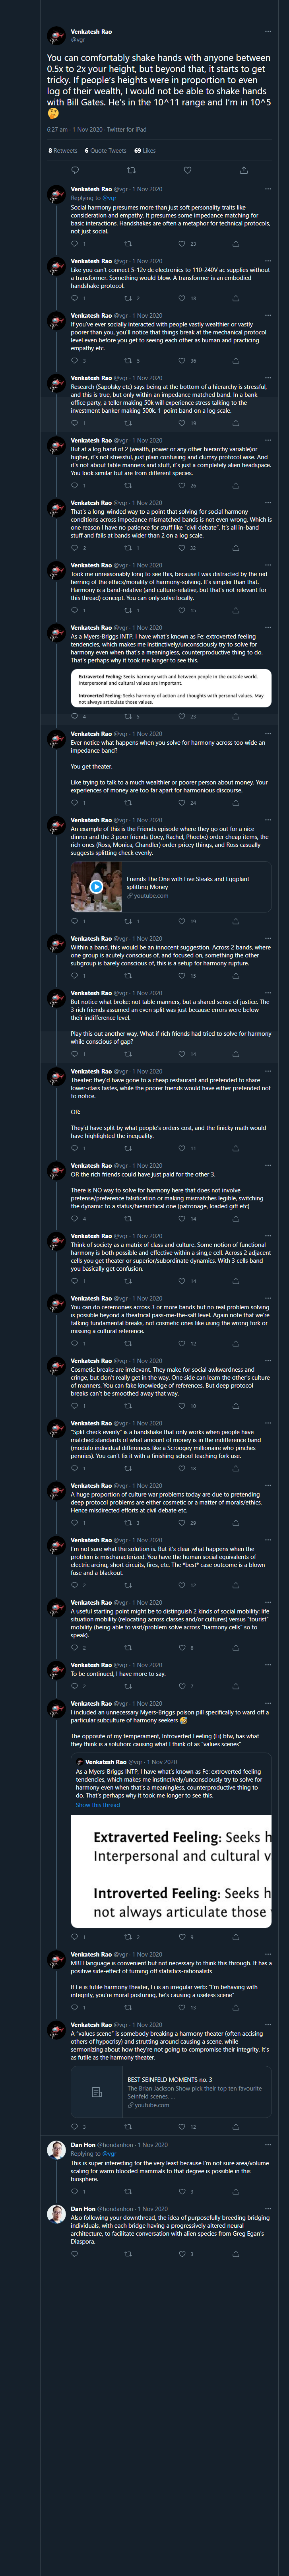 Venkatesh Rao
@vgr
You can comfortably shake hands with anyone between
0.5x to 2x your height, but beyond that, it starts to get
tricky. If people's heights were in proportion to even
log of their wealth, I would not be able to shake hands
with Bill Gates. He's in the 10^11 range and I'm in 10^5
🤔
6:27 am · 1 Nov 2020 · Twitter for iPad
8 Retweets 6 Quote Tweets 69 Likes
Venkatesh Rao @vgr · 1 Nov 2020
Replying to @vgr
Social harmony presumes more than just soft personality traits like
consideration and empathy. It presumes some impedance matching for
basic interactions. Handshakes are often a metaphor for technical protocols,
not just social.
1 23
Venkatesh Rao @vgr · 1 Nov 2020
Like you can't connect 5-12v dc electronics to 110-240V ac supplies without
a transformer. Something would blow. A transformer is an embodied
handshake protocol.
1 2 18
Venkatesh Rao @vgr · 1 Nov 2020
If you've ever socially interacted with people vastly wealthier or vastly
poorer than you, you'll notice that things break at the mechanical protocol
level even before you get to seeing each other as human and practicing
empathy etc.
3 3 38
Venkatesh Rao @vgr · 1 Nov 2020
Research (Sapolsky etc) says being at the bottom of a hierarchy is stressful,
and this is true, but only within an impedance matched band. In a bank
office party, a teller making 50k will experience stress talking to the
investment banker making 500k. 1-point band on a log scale.
1 19
Venkatesh Rao @vgr · 1 Nov 2020
But at a log band of 2 (wealth, power or any other hierarchy variable)or
higher, it's not stressful, just plain confusing and clumsy protocol wise. And
it's not about table manners and stuff, it's just a completely alien headspace.
You look similar but are from different species.
1 29
Venkatesh Rao @vgr · 1 Nov 2020
That's a long-winded way to a point that solving for social harmony
conditions across impedance mismatched bands is not even wrong. Which is
one reason I have no patience for stuff like "civil debate". It's all in-band
stuff and fails at bands wider than 2 on a log scale.
2 1 32
Venkatesh Rao @vgr · 1 Nov 2020
Took me unreasonably long to see this, because I was distracted by the red
herring of the ethics/morality of harmony-solving. It's simpler than that.
Harmony is a band-relative (and culture-relative, but that's not relevant for
this thread) concept. You can only solve locally.
1 15
Venkatesh Rao @vgr · 1 Nov 2020
As a Myers-Briggs INTP, I have what's known as Fe: extroverted feeling
tendencies, which makes me instinctively/unconsciously try to solve for
harmony even when that's a meaningless, counterproductive thing to do.
That's perhaps why it took me longer to see this.
Extraverted Feeling: Seeks harmony with and between people in the outside world.
Interpersonal and cultural values are important.
Introverted Feeling: Seeks harmony of action and thoughts with personal values. May
not always articulate those values.
4 5 23
Venkatesh Rao @vgr · 1 Nov 2020
Ever notice what happens when you solve for harmony across too wide an
impedance band?
You get theater.
Like trying to talk to a much wealthier or poorer person about money. Your
experiences of money are too far apart for harmonious discourse.
1 24
Venkatesh Rao @vgr · 1 Nov 2020
An example of this is the Friends episode where they go out for a nice
dinner and the 3 poor friends (Joey, Rachel, Phoebe) order cheap items, the
rich ones (Ross, Monica, Chandler) order pricey things, and Ross casually
suggests splitting check evenly.
Friends The One with Five Steaks and Eqqplant
splitting Money
youtube.com
1 1 19
Venkatesh Rao @vgr · 1 Nov 2020
Within a band, this would be an innocent suggestion. Across 2 bands, where
one group is acutely conscious of, and focused on, something the other
subgroup is barely conscious of, this is a setup for harmony rupture.
1 15
Venkatesh Rao @vgr · 1 Nov 2020
But notice what broke: not table manners, but a shared sense of justice. The
3 rich friends assumed an even split was just because errors were below
their indifference level.
Play this out another way. What if rich friends had tried to solve for harmony
while conscious of gap?
1 14
Venkatesh Rao @vgr · 1 Nov 2020
Theater: they'd have gone to a cheap restaurant and pretended to share
lower-class tastes, while the poorer friends would have either pretended not
to notice.
OR:
They'd have split by what people's orders cost, and the finicky math would
have highlighted the inequality.
1 11
Venkatesh Rao @vgr · 1 Nov 2020
OR the rich friends could have just paid for the other 3.
There is NO way to solve for harmony here that does not involve
pretense/preference falsification or making mismatches legible, switching
the dynamic to a status/hierarchical one (patronage, loaded gift etc)
4 14
Venkatesh Rao @vgr · 1 Nov 2020
Think of society as a matrix of class and culture. Some notion of functional
harmony is both possible and effective within a sing,e cell. Across 2 adjacent
cells you get theater or superior/subordinate dynamics. With 3 cells band
you basically get confusion.
1 14
Venkatesh Rao @vgr · 1 Nov 2020
You can do ceremonies across 3 or more bands but no real problem solving
is possible beyond a theatrical pass-me-the-salt level. Again note that we're
talking fundamental breaks, not cosmetic ones like using the wrong fork or
missing a cultural reference.
1 12
Venkatesh Rao @vgr · 1 Nov 2020
Cosmetic breaks are irrelevant. They make for social awkwardness and
cringe, but don't really get in the way. One side can learn the other's culture
of manners. You can fake knowledge of references. But deep protocol
breaks can't be smoothed away that way.
1 10
Venkatesh Rao @vgr · 1 Nov 2020
"Split check evenly" is a handshake that only works when people have
matched standards of what amount of money is in the indifference band
(modulo individual differences like a Scroogey millionaire who pinches
pennies). You can't fix it with a finishing school teaching fork use.
1 18
Venkatesh Rao @vgr · 1 Nov 2020
A huge proportion of culture war problems today are due to pretending
deep protocol problems are either cosmetic or a matter of morals/ethics.
Hence misdirected efforts at civil debate etc.
1 3 29
Venkatesh Rao @vgr · 1 Nov 2020
I'm not sure what the solution is. But it's clear what happens when the
problem is mischaracterized. You have the human social equivalents of
electric arcing, short circuits, fires, etc. The *best* case outcome is a blown
fuse and a blackout.
2 12
Venkatesh Rao @vgr · 1 Nov 2020
A useful starting point might be to distinguish 2 kinds of social mobility: life
situation mobility (relocating across classes and/or cultures) versus "tourist"
mobility (being able to visit/problem solve across "harmony cells" so to
speak).
2 8
Venkatesh Rao @vgr · 1 Nov 2020
To be continued, I have more to say.
2 7
Venkatesh Rao @vgr · 1 Nov 2020
I included an unnecessary Myers-Briggs poison pill specifically to ward off a
particular subculture of harmony seekers 🤣
The opposite of my temperament, Introverted Feeling (Fi) btw, has what
they think is a solution: causing what I think of as "values scenes"
Venkatesh Rao @vgr · 1 Nov 2020
As a Myers-Briggs INTP, I have what's known as Fe: extroverted feeling
tendencies, which makes me instinctively/unconsciously try to solve for
harmony even when that's a meaningless, counterproductive thing to
do. That's perhaps why it took me longer to see this.
Show this thread
Extraverted Feeling: Seeks h
Interpersonal and cultural v
Introverted Feeling: Seeks h
not always articulate those
1 2 9
Venkatesh Rao @vgr · 1 Nov 2020
MBTI language is convenient but not necessary to think this through. It has a
positive side-effect of turning off statistics-rationalists
If Fe is futile harmony theater, Fi is an irregular verb: "I'm behaving with
integrity, you're moral posturing, he's causing a useless scene"
1 13
Venkatesh Rao @vgr · 1 Nov 2020
A "values scene" is somebody breaking a harmony theater (often accising
others of hypocrisy) and strutting around causing a scene, while
sermonizing about how they're not going to compromise their integrity. It's
as futile as the harmony theater.
BEST SEINFELD MOMENTS no. 3
The Brian Jackson Show pick their top ten favourite
Seinfeld scenes. ...
youtube.com
3 12
Dan Hon @hondanhon · 1 Nov 2020
Replying to @vgr
This is super interesting for the very least because I'm not sure area/volume
scaling for warm blooded mammals to that degree is possible in this
biosphere.
1 3
Dan Hon @hondanhon · 1 Nov 2020
Also following your downthread, the idea of purposefully breeding bridging
individuals, with each bridge having a progressively altered neural
architecture, to facilitate conversation with alien species from Greg Egan's
Diaspora.
3